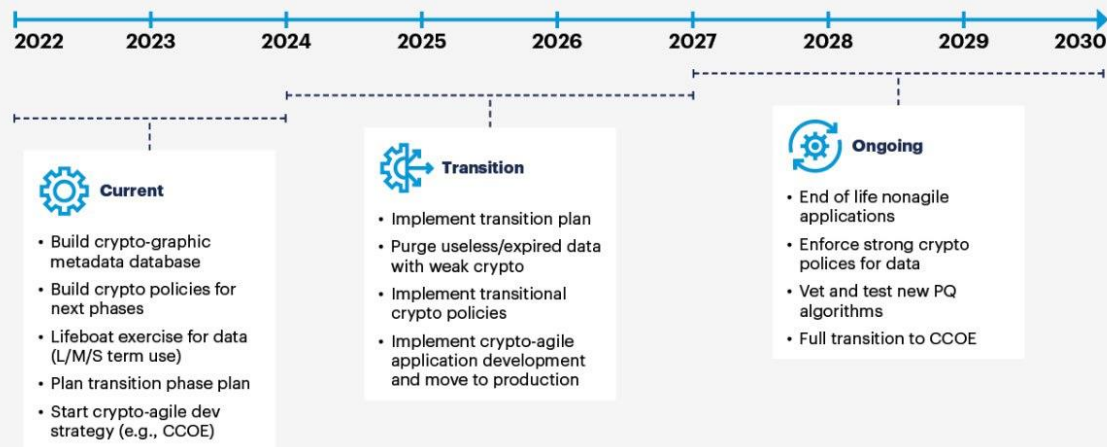 2022 2023 2024 2025 2026 2027 2028 2029 2030
Current
• Build crypto-graphic
metadata database
• Build crypto policies for
next phases
• Lifeboat exercise for data
(L/M/S term use)
• Plan transition phase plan
• Start crypto-agile dev
strategy (e.g., CCOE)
Transition
• Implement transition plan
• Purge useless/expired data
with weak crypto
• Implement transitional
crypto policies
• Implement crypto-agile
application development
and move to production
Ongoing
• End of life nonagile
applications
• Enforce strong crypto
polices for data
• Vet and test new PQ
algorithms
• Full transition to CCOE